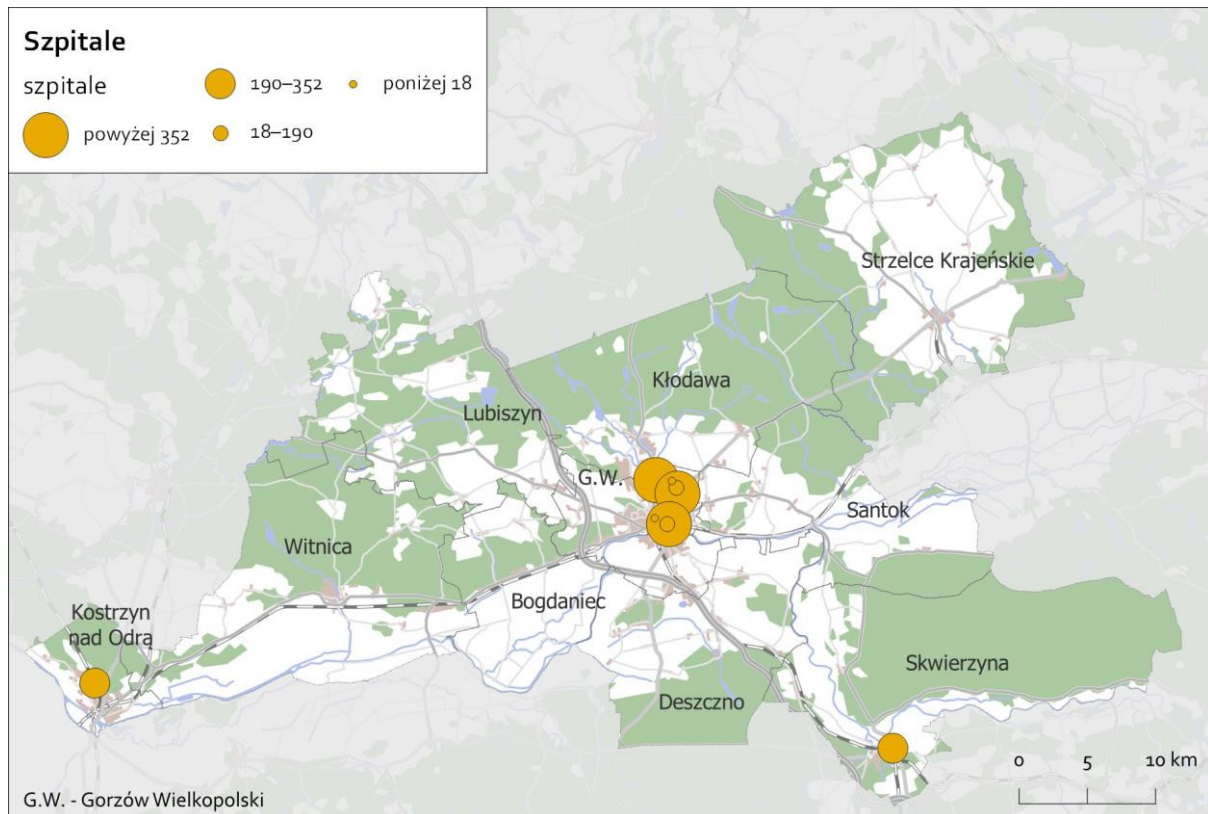 Szpitale
szpitale
powyżej 352
190–352
18–190
poniżej 18
Strzelce Krajeńskie
Kłodawa
Lubiszyn
G.W.
Santok
Witnica
Bogdaniec
Kostrzyn
nad Odrą
Skwierzyna
Deszczno
0 5 10 km
G.W. - Gorzów Wielkopolski